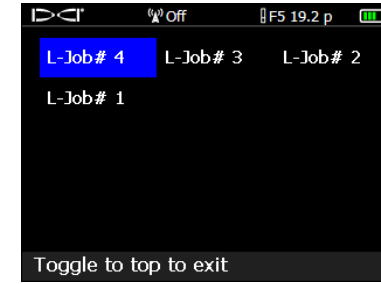 DCI Off F5 19.2 p
L-Job# 4 L-Job# 3 L-Job# 2
L-Job# 1
Toggle to top to exit